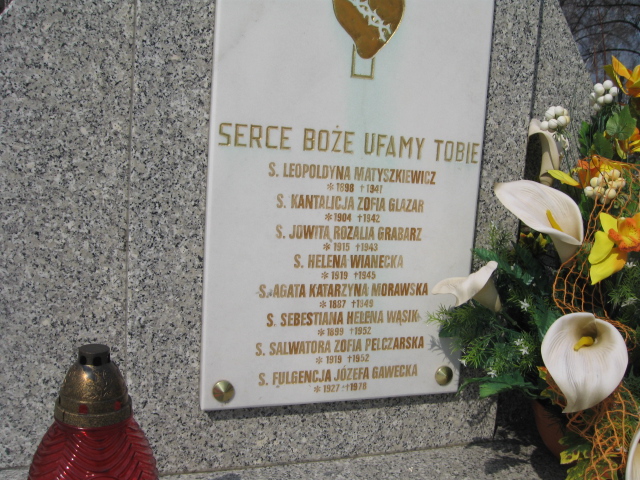 SERCE BOŻE UFAMY TOBIE
S. LEOPOLDYNA MATYSZKIEWICZ
*1898 †1941
S. KANTALICJA ZOFIA GLAZAR
*1904 †1942
S. JOWITA ROZALIA GRABARZ
*1915 †1943
S. HELENA WIANECKA
*1919 †1945
S. AGATA KATARZYNA MORAWSKA
*1887 †1949
S. SEBESTIANA HELENA WĄSIK
*1899 †1952
S. SALWATORA ZOFIA PELCZARSKA
*1919 †1952
S. FULGENCJA JÓZEFA GAWECKA
*1927 †1978